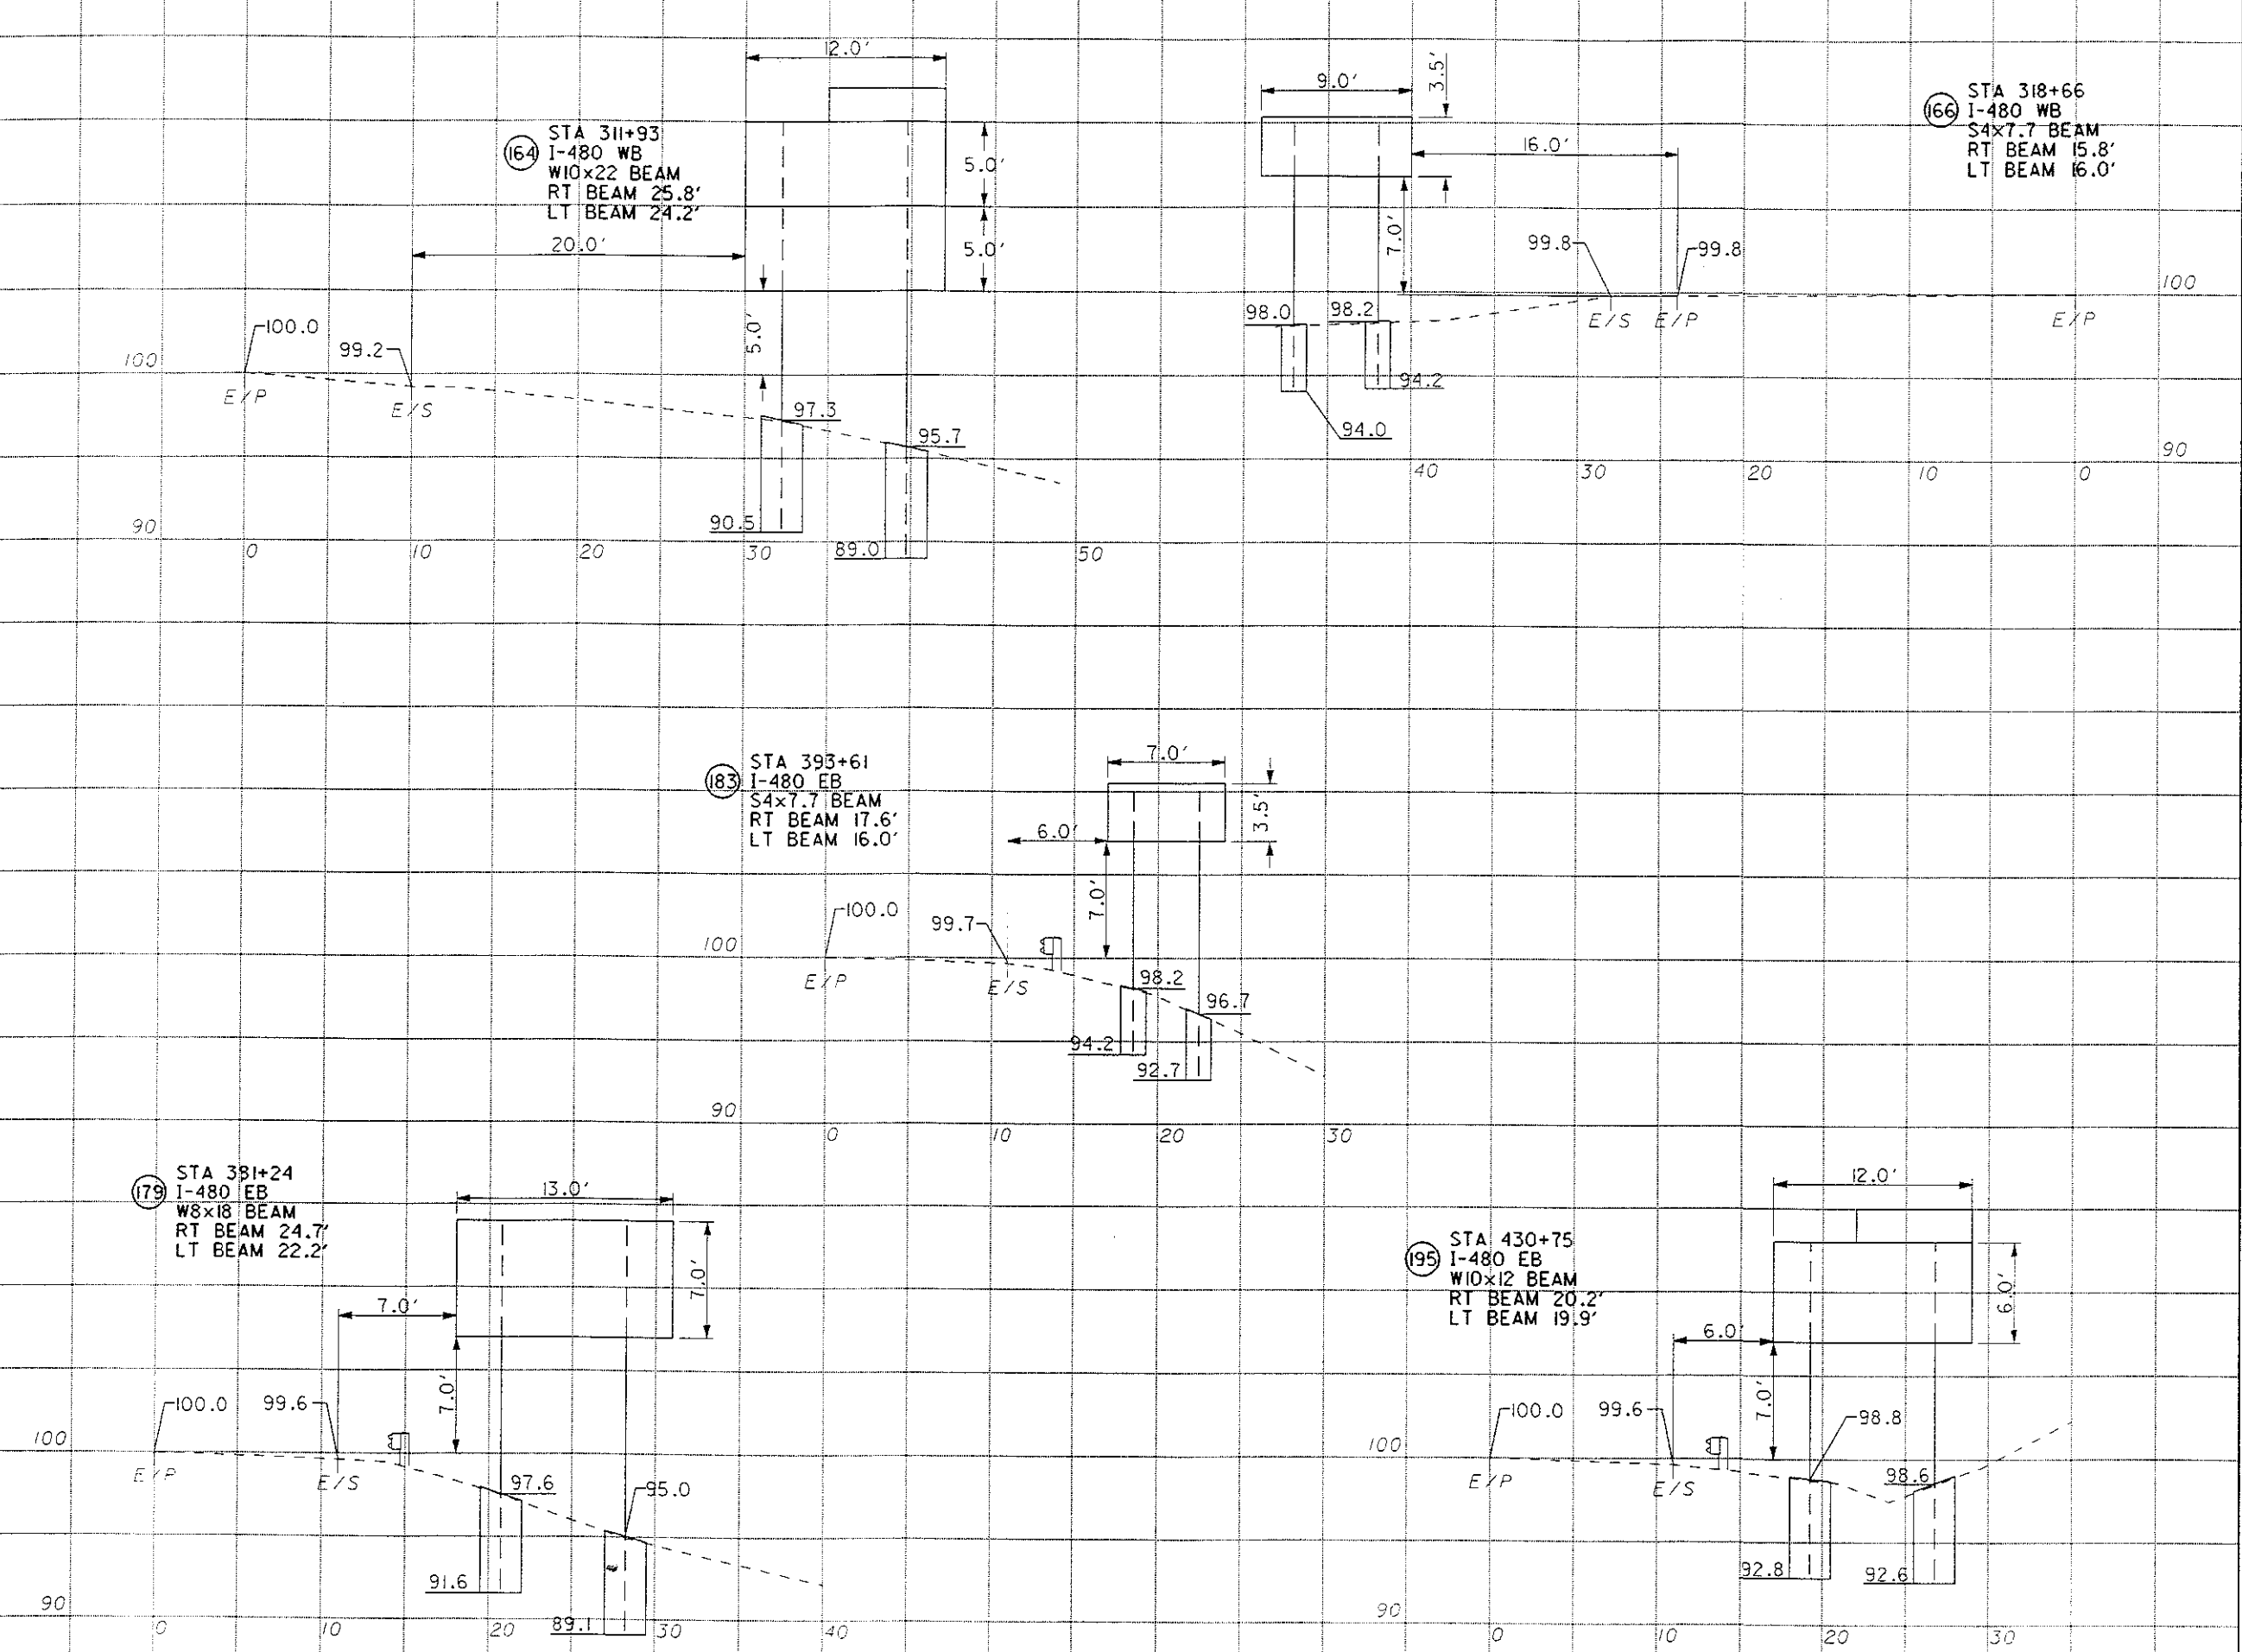 12.0'
164
STA 311+93
I-480 WB
W10x22 BEAM
RT BEAM 25.8'
LT BEAM 24.2'
5.0'
5.0'
20.0'
5.0'
100.0
99.2
100
E/P
E/S
97.3
95.7
90.5
89.0
90
0
10
20
30
50
9.0'
3.5'
166
STA 318+66
I-480 WB
S4x7.7 BEAM
RT BEAM 15.8'
LT BEAM 16.0'
16.0'
7.0'
99.8
99.8
100
98.0
98.2
E/S
E/P
E/P
94.2
94.0
90
40
30
20
10
0
183
STA 393+61
I-480 EB
S4x7.7 BEAM
RT BEAM 17.6'
LT BEAM 16.0'
7.0'
3.5'
6.0'
7.0'
100.0
99.7
100
E/P
E/S
98.2
96.7
94.2
92.7
90
0
10
20
30
179
STA 381+24
I-480 EB
W8x18 BEAM
RT BEAM 24.7'
LT BEAM 22.2'
13.0'
7.0'
7.0'
7.0'
100.0
99.6
100
E/P
E/S
97.6
95.0
91.6
89.1
90
0
10
20
30
40
195
STA 430+75
I-480 EB
W10x12 BEAM
RT BEAM 20.2'
LT BEAM 19.9'
12.0'
6.0'
6.0'
7.0'
100.0
99.6
98.8
100
E/P
E/S
98.6
92.8
92.6
90
0
10
20
30